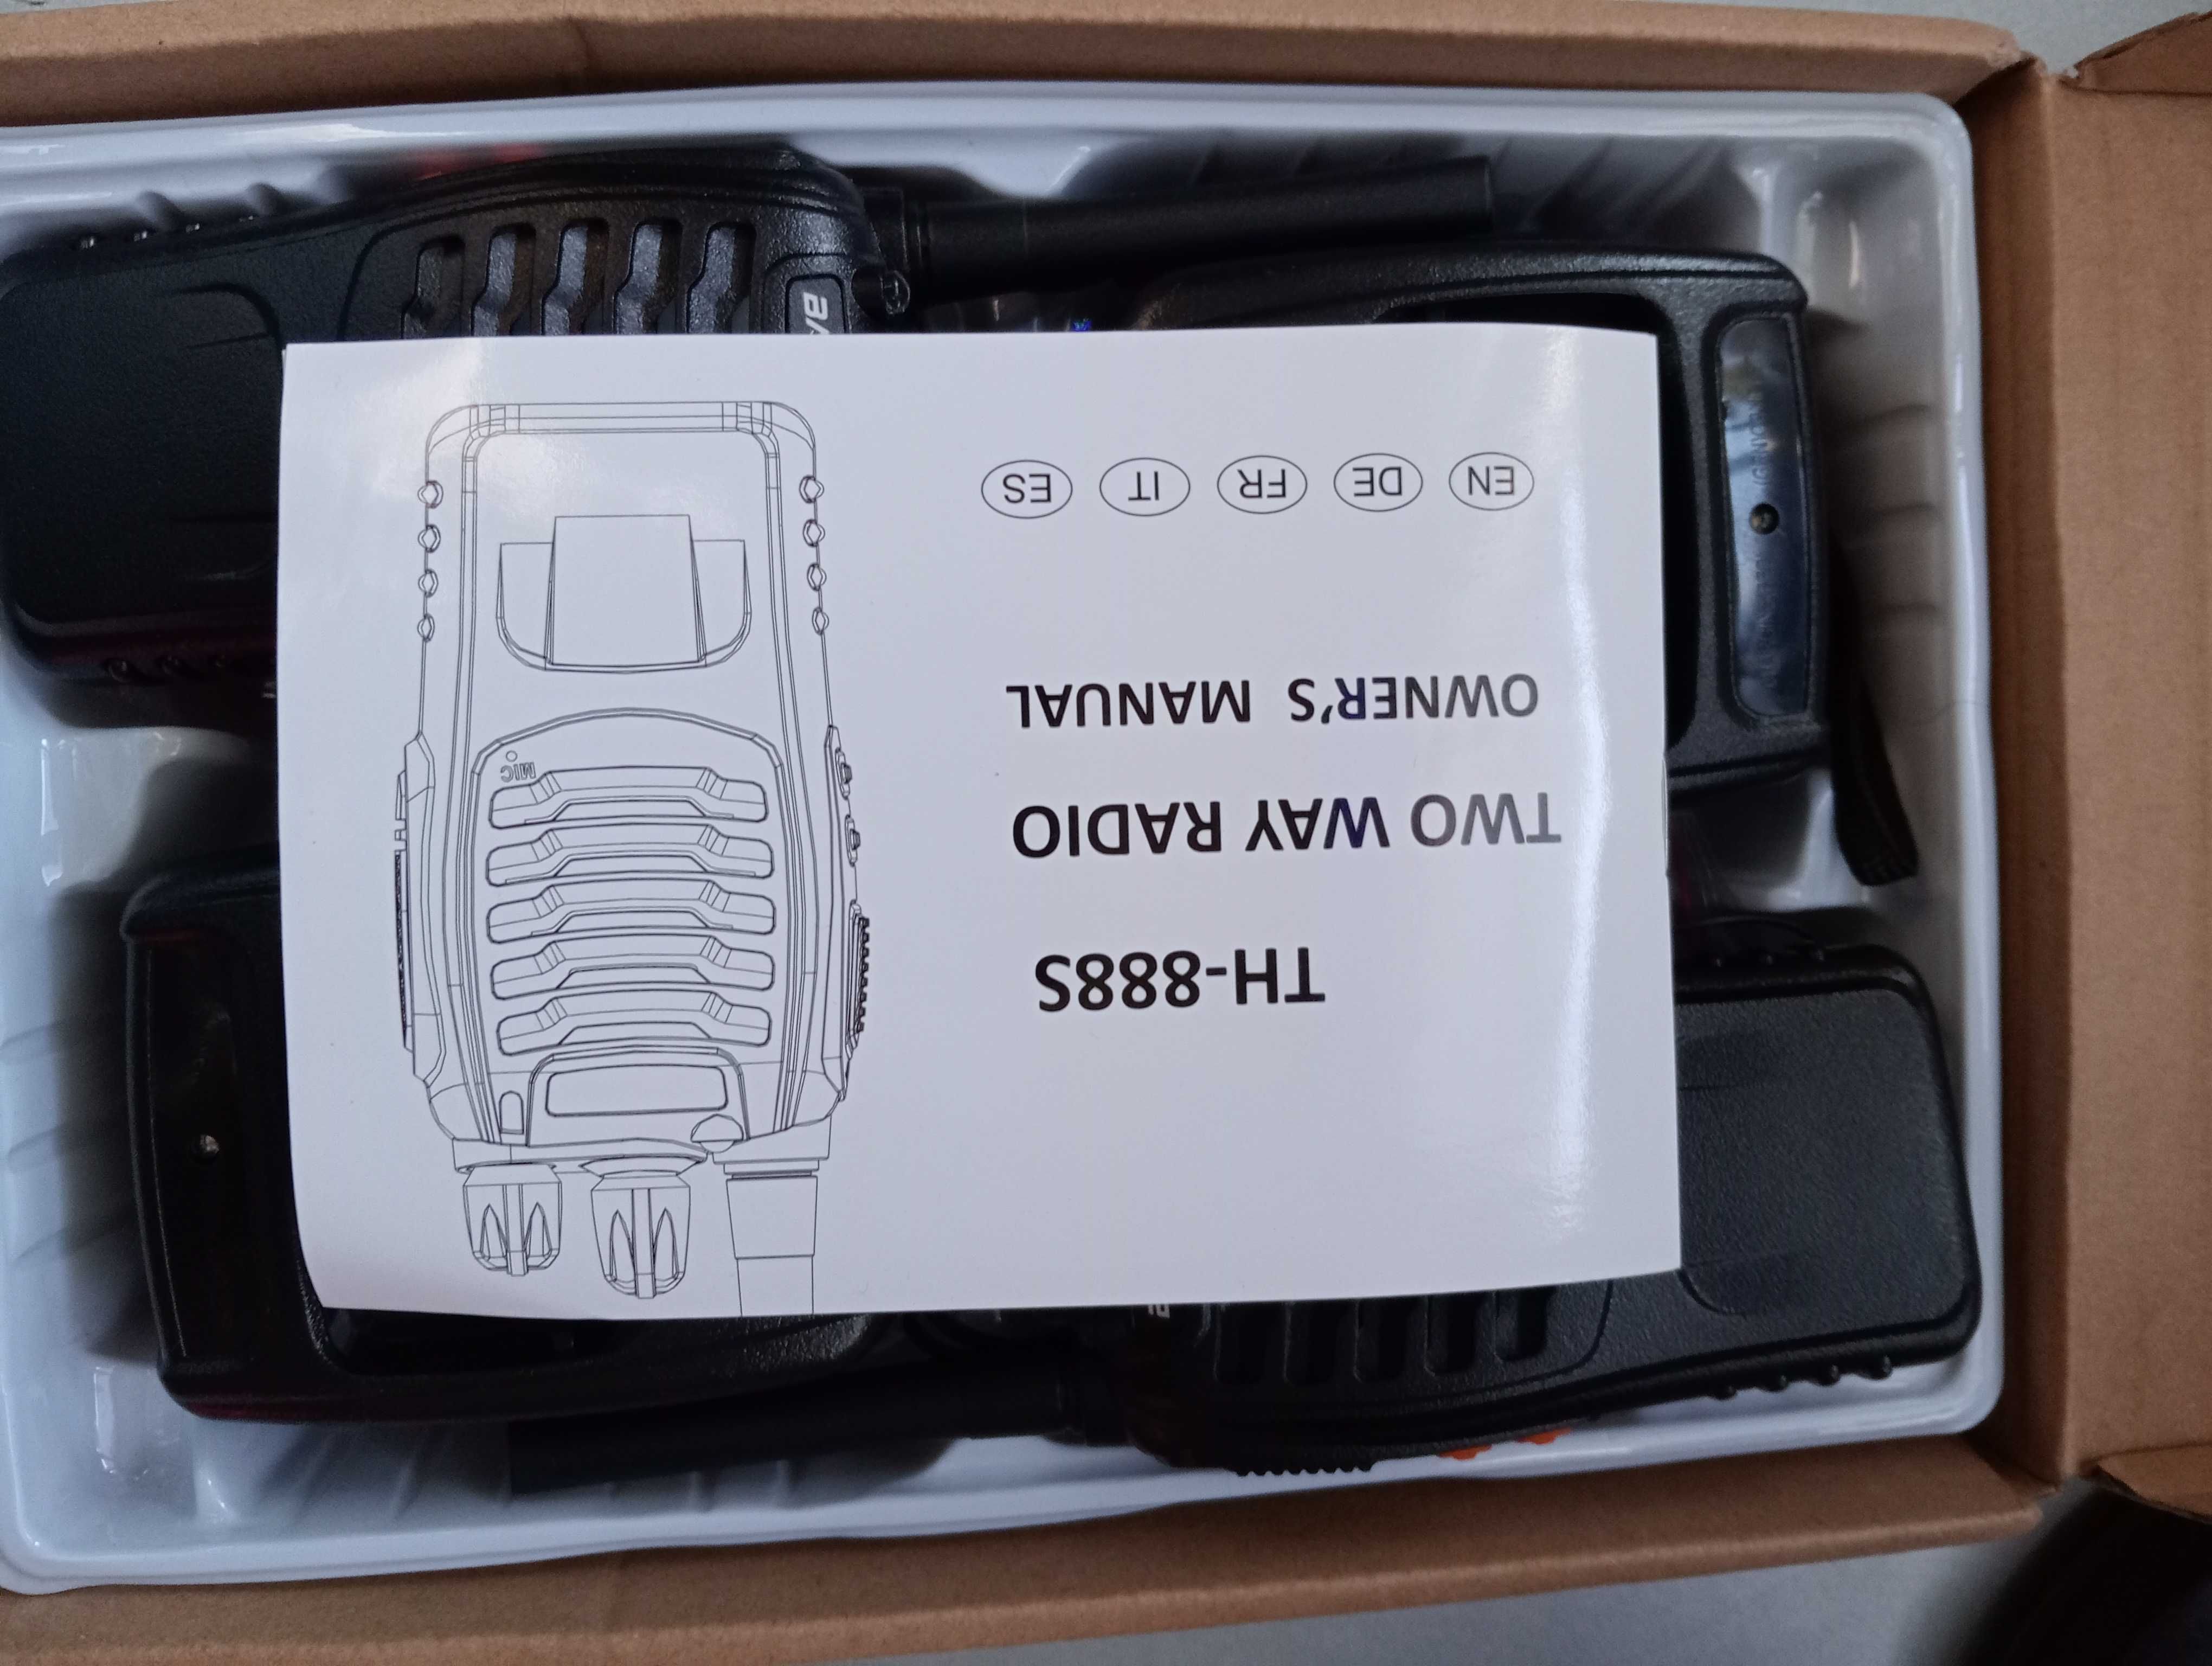 TH-888S
TWO WAY RADIO
OWNER'S MANUAL
EN DE FR IT ES
MIC